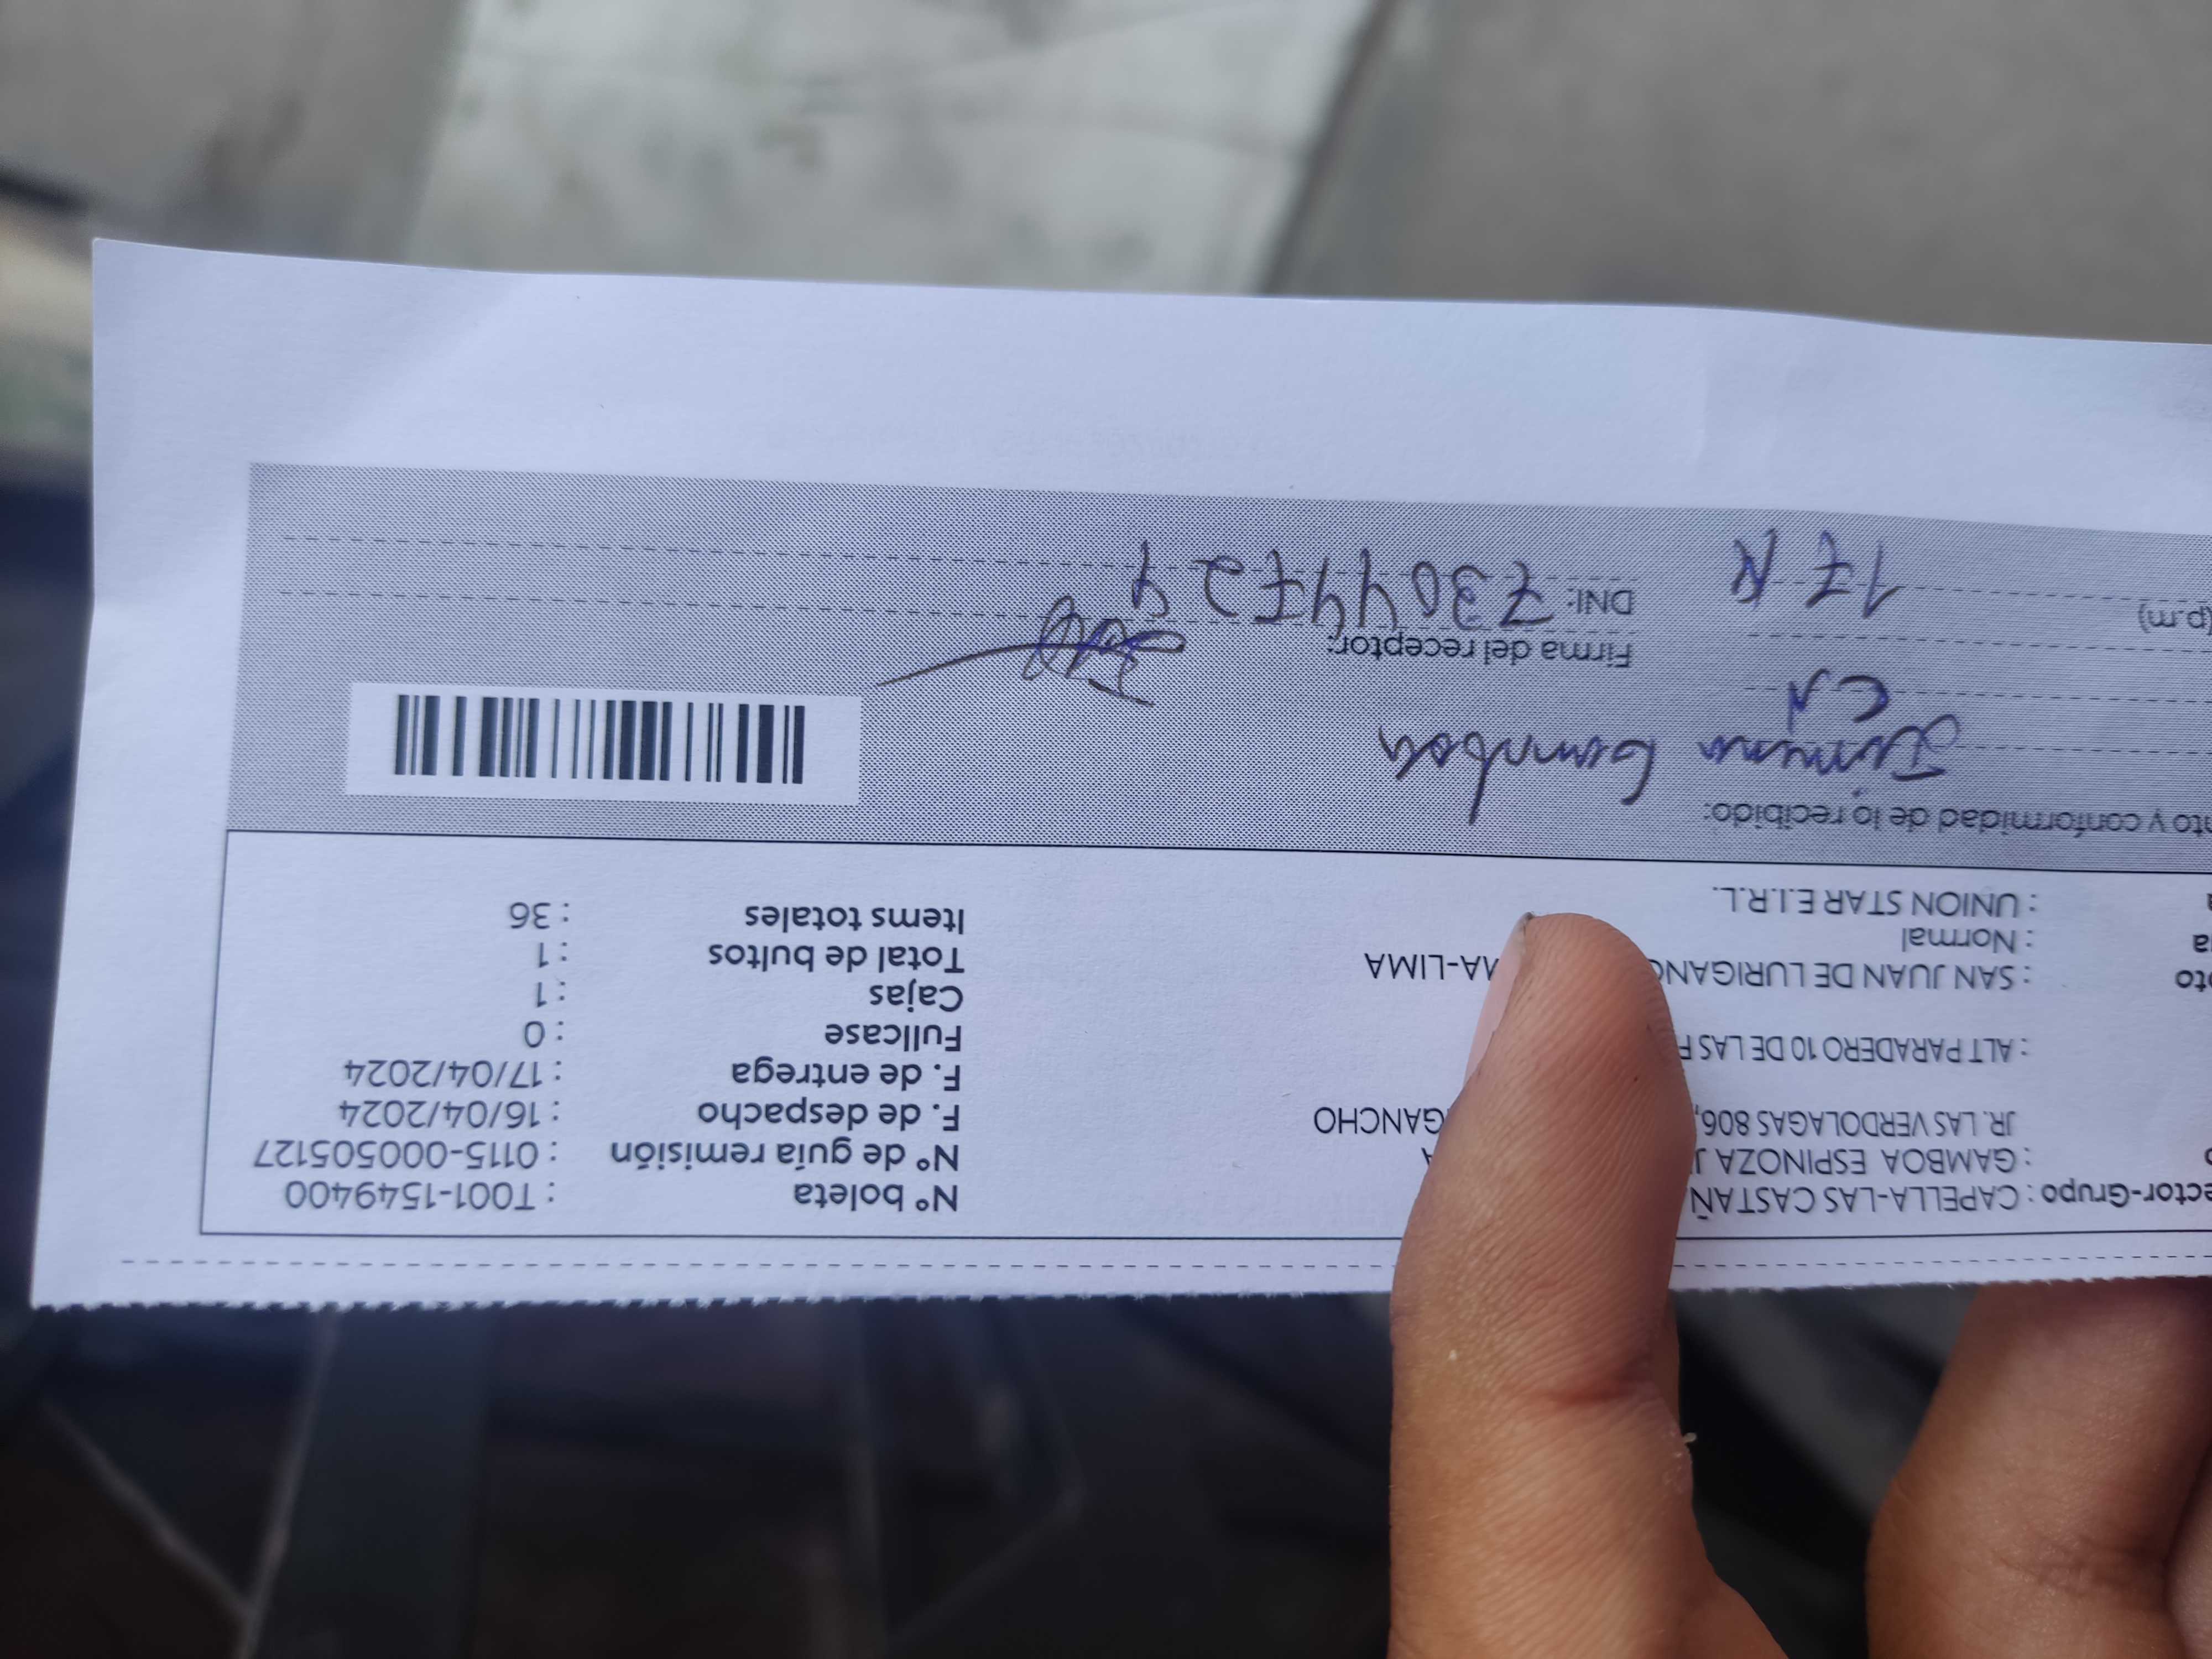 ector-Grupo : CAPELLA-LAS CASTAÑ
Nº boleta : T001-1549400
: GAMBOA ESPINOZA J
Nº de guía remisión : 0115-000505127
JR. LAS VERDOLAGAS 806, GANCHO
F. de despacho : 16/04/2024
: ALT PARADERO 10 DE LAS F
F. de entrega : 17/04/2024
Fullcase : 0
: SAN JUAN DE LURIGANC MA-LIMA
Cajas : 1
: Normal
Total de bultos : 1
: UNION STAR E.I.R.L.
Items totales : 36
to y conformidad de lo recibido:
Gamboa
Firma del receptor:
(p.m)
DNI: